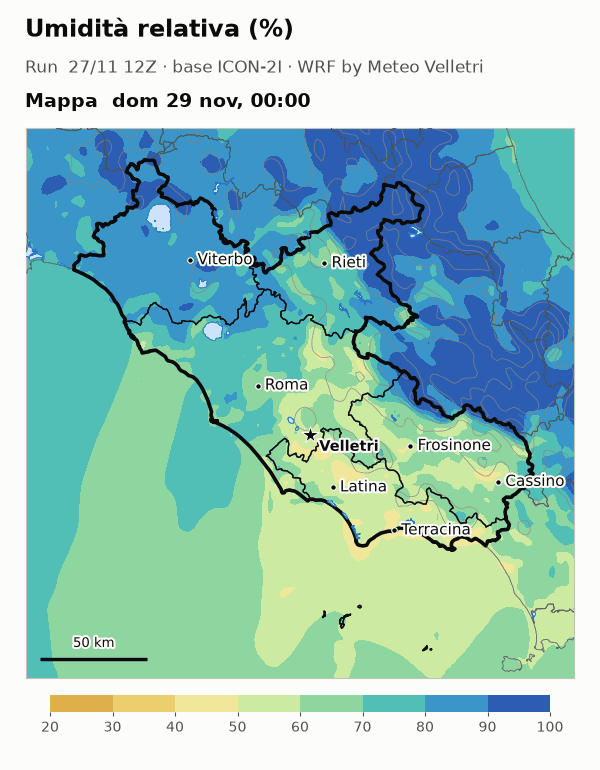 Umidità relativa (%)
Run  27/11 12Z · base ICON-2I · WRF by Meteo Velletri
Mappa  dom 29 nov, 00:00
Viterbo
Rieti
Roma
Velletri
Frosinone
Cassino
Latina
Terracina
50 km
20 30 40 50 60 70 80 90 100